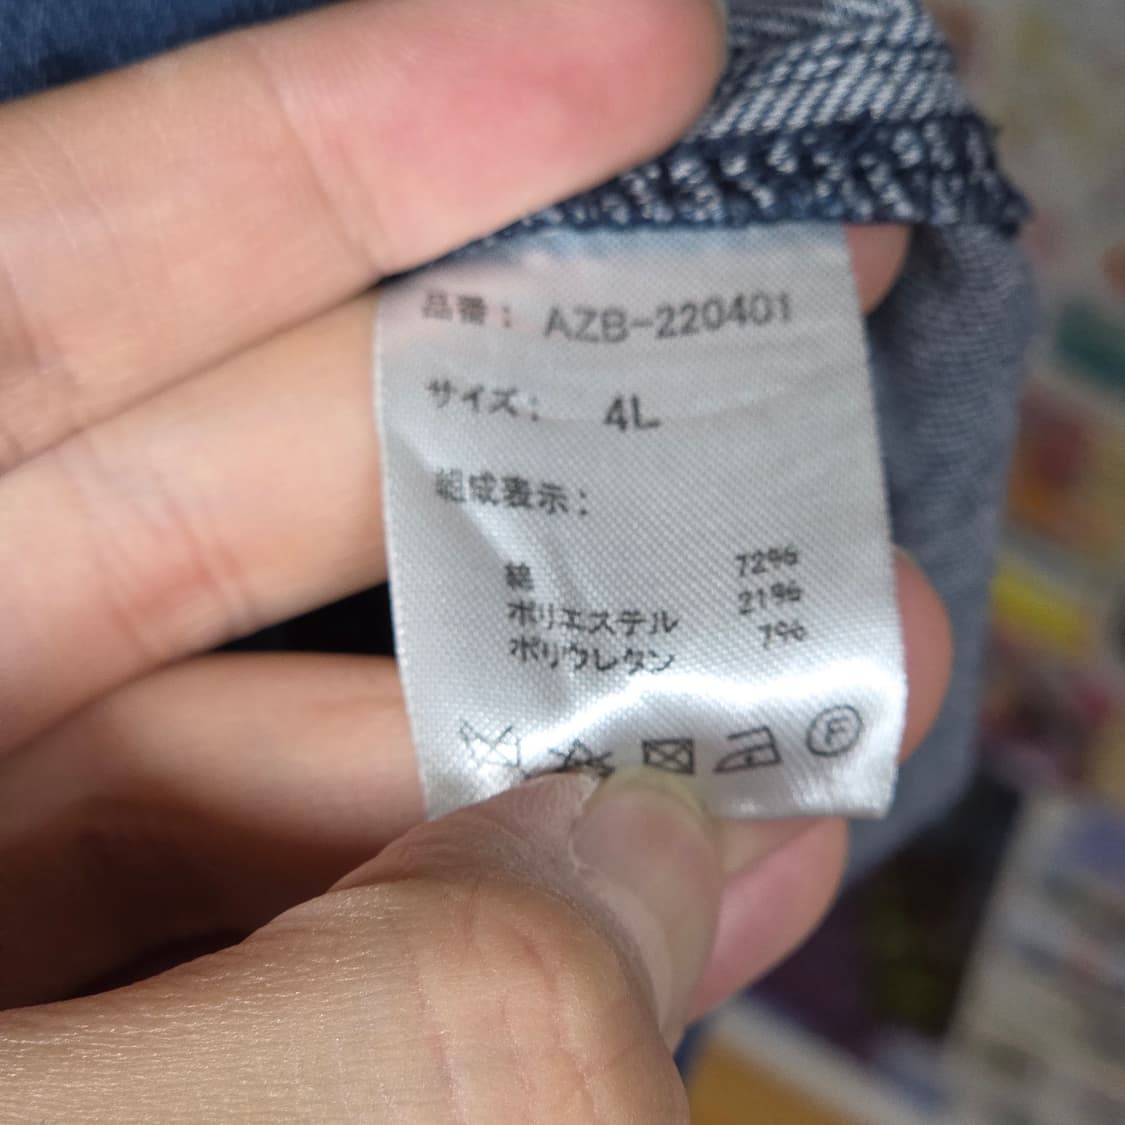 品番: AZB-220401
サイズ: 4L
組成表示:
綿 72%
ポリエステル 21%
ポリウレタン 7%
F